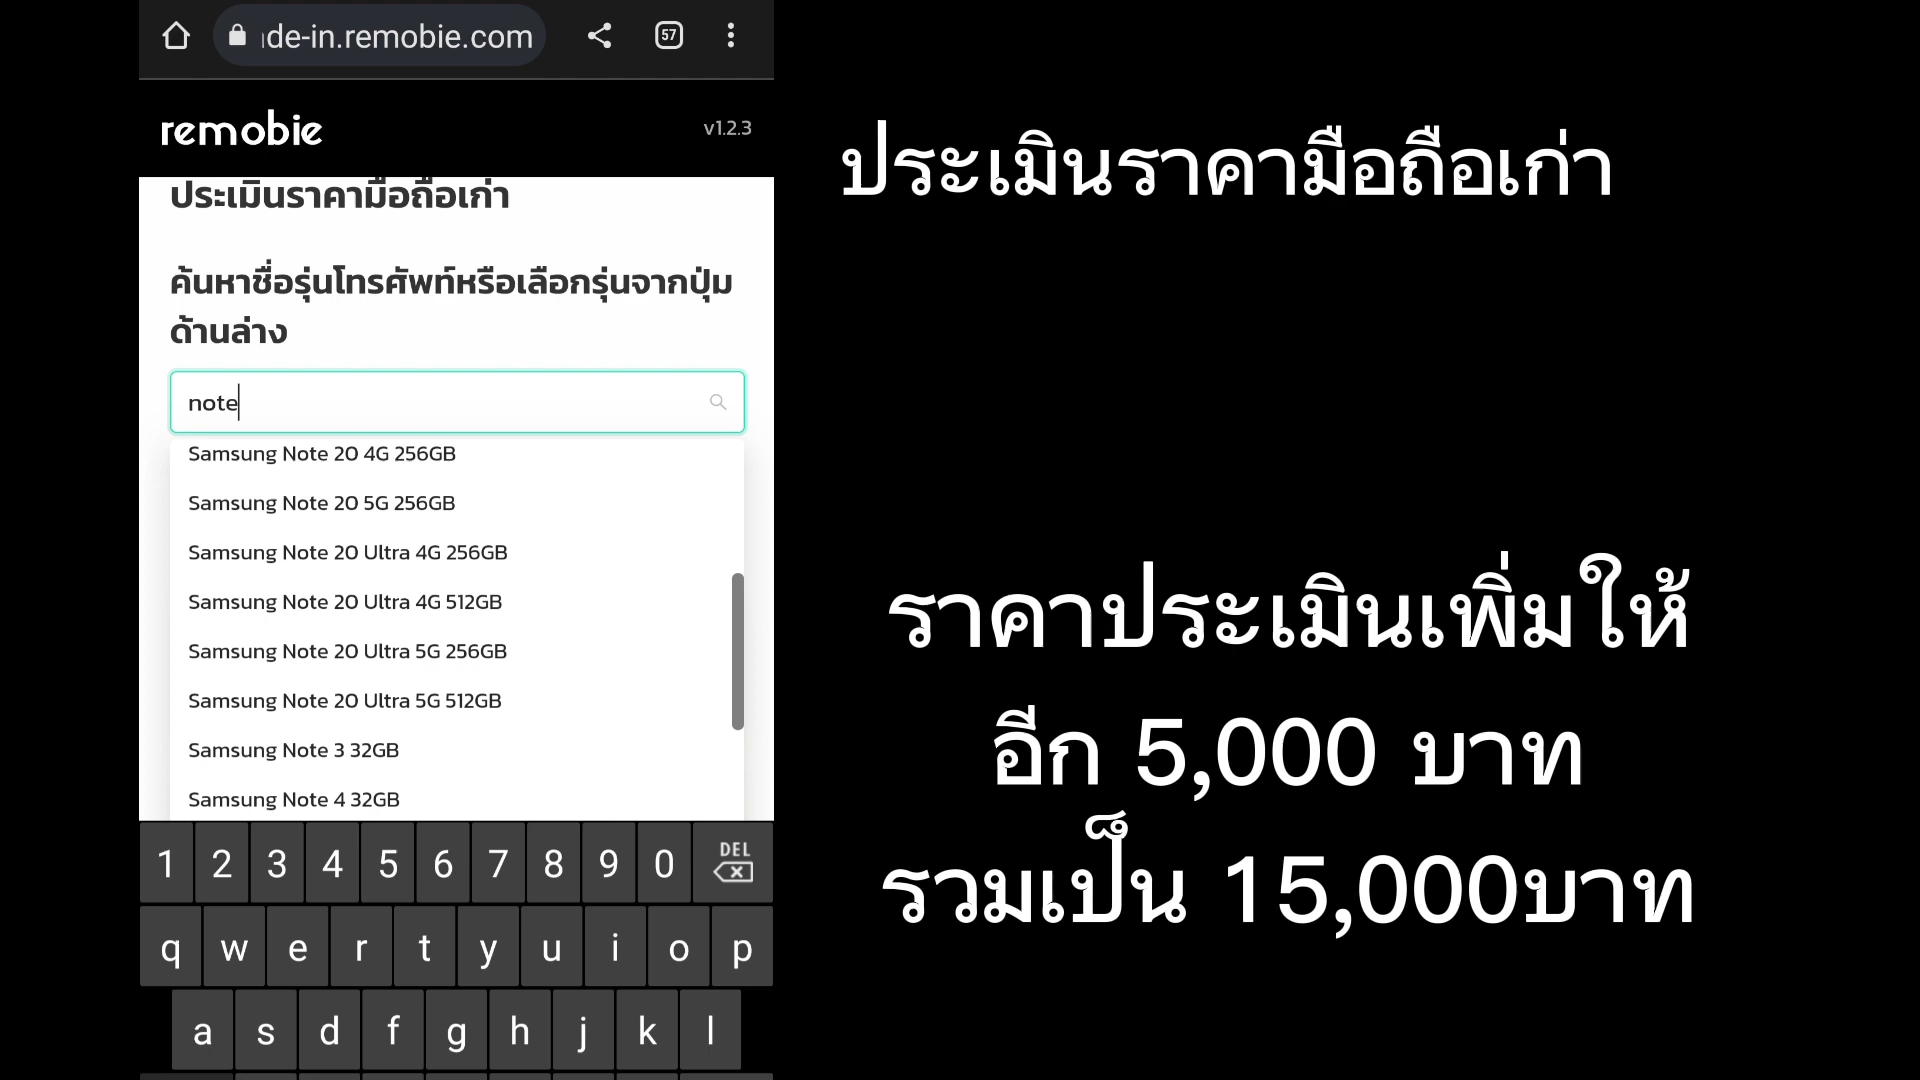 de-in.remobie.com
57
remobie
v1.2.3
ประเมินราคามือถือเก่า
ค้นหาชื่อรุ่นโทรศัพท์หรือเลือกรุ่นจากปุ่ม
ด้านล่าง
note
Samsung Note 20 4G 256GB
Samsung Note 20 5G 256GB
Samsung Note 20 Ultra 4G 256GB
Samsung Note 20 Ultra 4G 512GB
Samsung Note 20 Ultra 5G 256GB
Samsung Note 20 Ultra 5G 512GB
Samsung Note 3 32GB
Samsung Note 4 32GB
1 2 3 4 5 6 7 8 9 0 DEL
q w e r t y u i o p
a s d f g h j k l
ประเมินราคามือถือเก่า
ราคาประเมินเพิ่มให้
อีก 5,000 บาท
รวมเป็น 15,000บาท